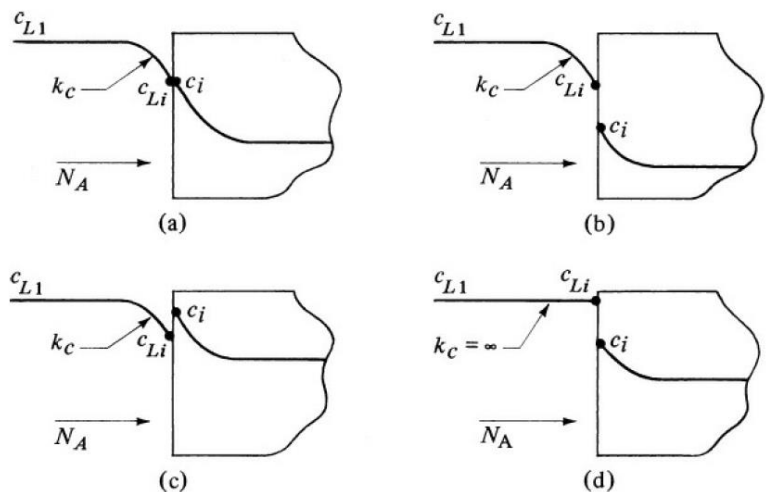 c_{L1}
k_c
c_{Li}
c_i
N_A
(a)
c_{L1}
k_c
c_{Li}
c_i
N_A
(b)
c_{L1}
k_c
c_{Li}
c_i
N_A
(c)
c_{L1}
c_{Li}
k_c = ∞
c_i
N_A
(d)